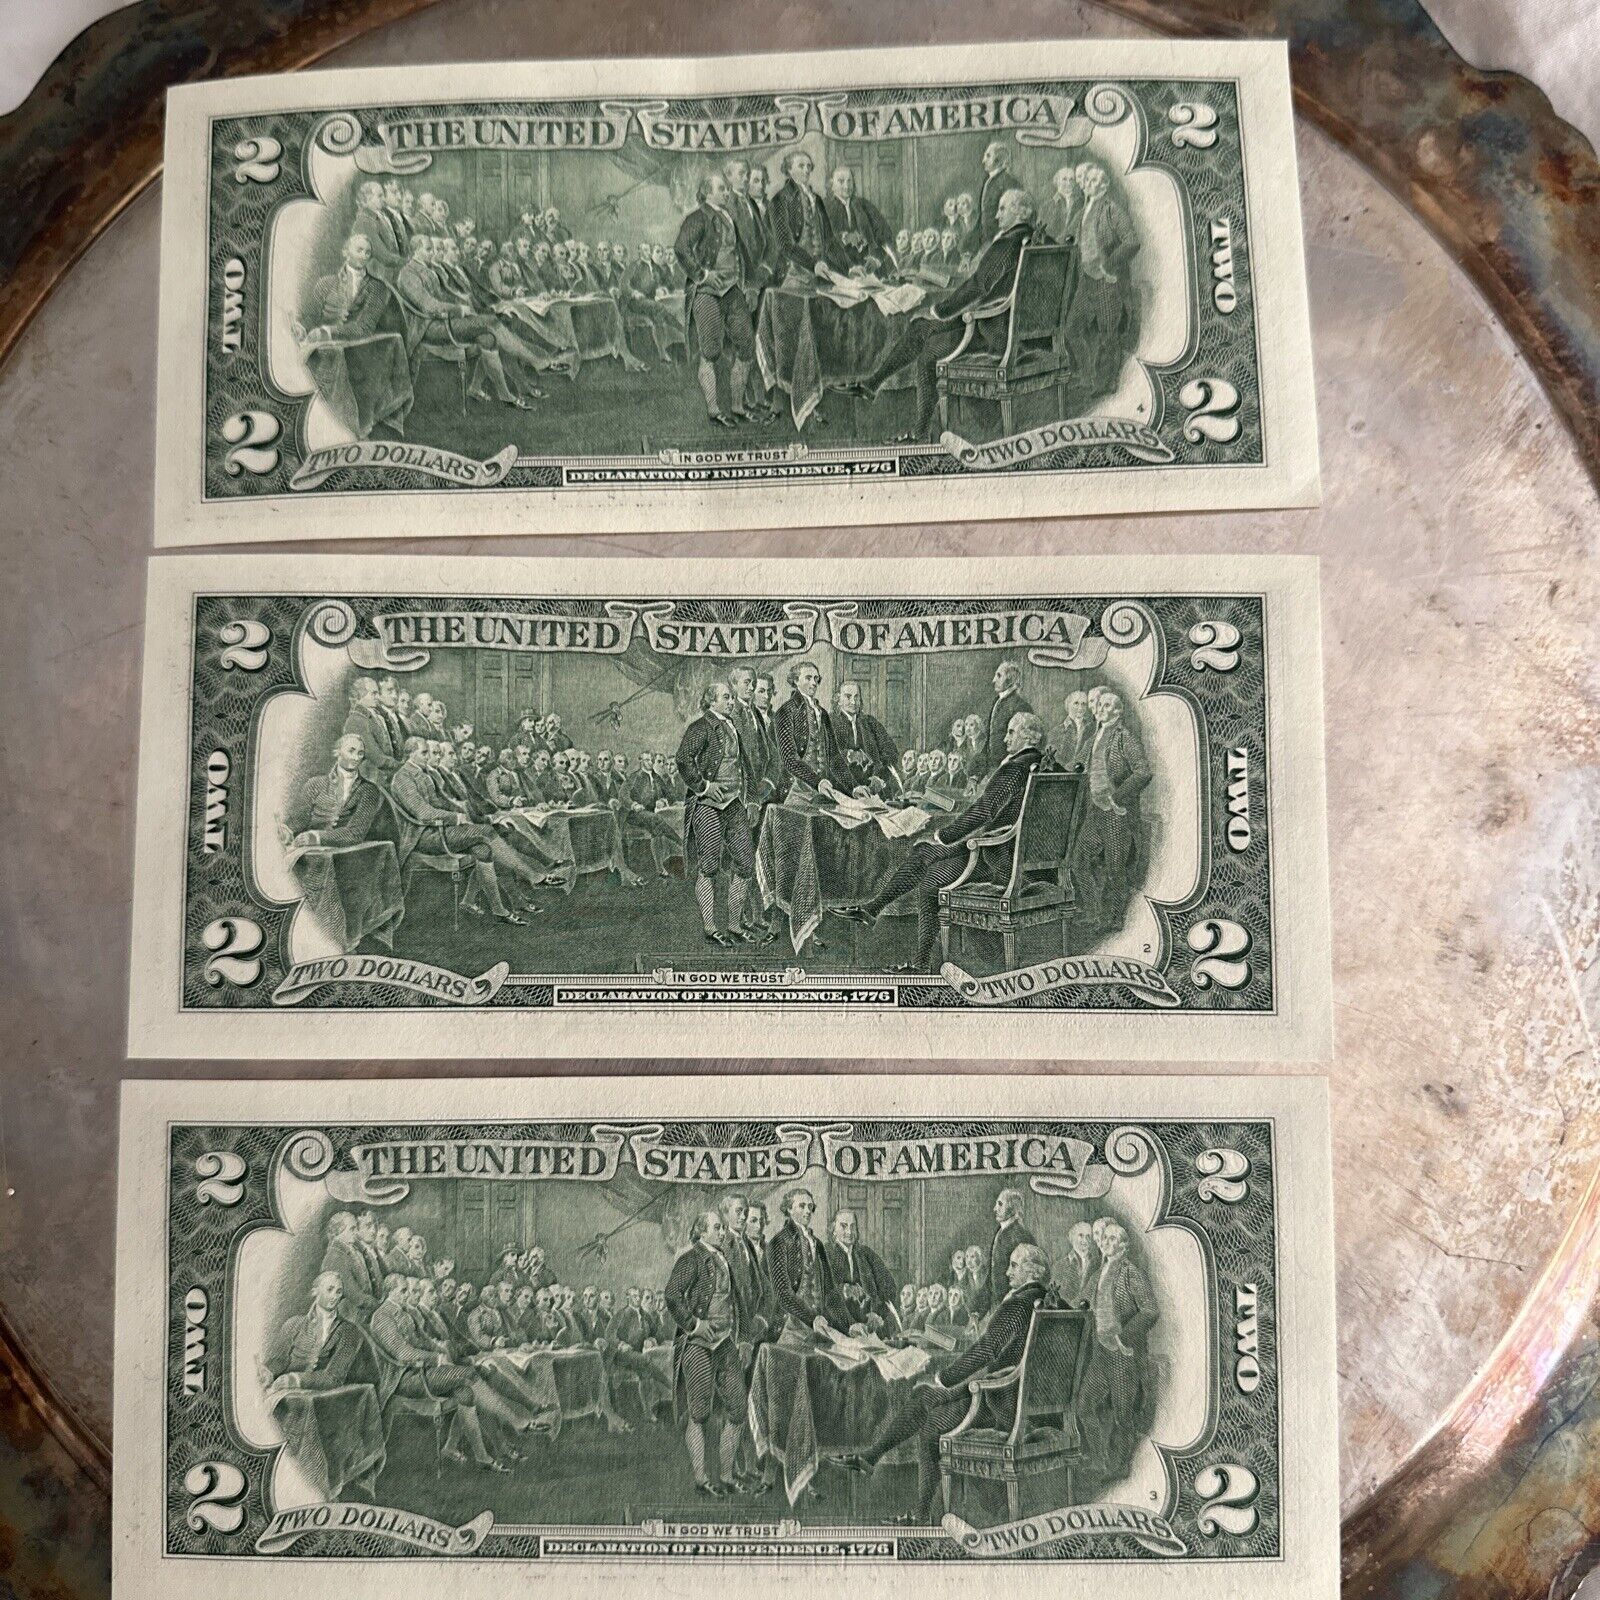 THE UNITED STATES OF AMERICA
2 2
TWO TWO
4
2 2
TWO DOLLARS TWO DOLLARS
IN GOD WE TRUST
DECLARATION OF INDEPENDENCE, 1776
THE UNITED STATES OF AMERICA
2 2
TWO TWO
2
2 2
TWO DOLLARS TWO DOLLARS
IN GOD WE TRUST
DECLARATION OF INDEPENDENCE, 1776
THE UNITED STATES OF AMERICA
2 2
TWO TWO
3
2 2
TWO DOLLARS TWO DOLLARS
IN GOD WE TRUST
DECLARATION OF INDEPENDENCE, 1776